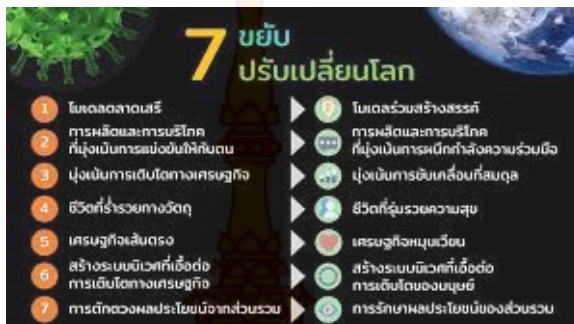 7 ขยับ
ปรับเปลี่ยนโลก
1 โมเดลตลาดเสรี
โมเดลร่วมสร้างสรรค์
2 การผลิตและการบริโภค
ที่มุ่งเน้นการแข่งขันให้กับตน
การผลิตและการบริโภค
ที่มุ่งเน้นการผนึกกำลังความร่วมมือ
3 มุ่งเน้นการเติบโตทางเศรษฐกิจ
มุ่งเน้นการขับเคลื่อนที่สมดุล
4 ชีวิตที่ร่ำรวยทางวัตถุ
ชีวิตที่รุ่มรวยความสุข
5 เศรษฐกิจเส้นตรง
เศรษฐกิจหมุนเวียน
6 สร้างระบบนิเวศที่เอื้อต่อ
การเติบโตทางเศรษฐกิจ
สร้างระบบนิเวศที่เอื้อต่อ
การเติบโตของมนุษย์
7 การตักตวงผลประโยชน์จากส่วนรวม
การรักษาผลประโยชน์ของส่วนรวม